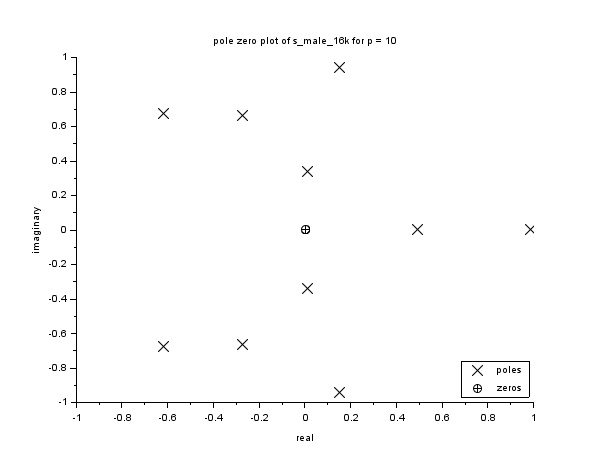 pole zero plot of s_male_16k for p = 10
1
0.8
0.6
0.4
0.2
0
-0.2
-0.4
-0.6
-0.8
-1
imaginary
-1 -0.8 -0.6 -0.4 -0.2 0 0.2 0.4 0.6 0.8 1
real
poles
zeros